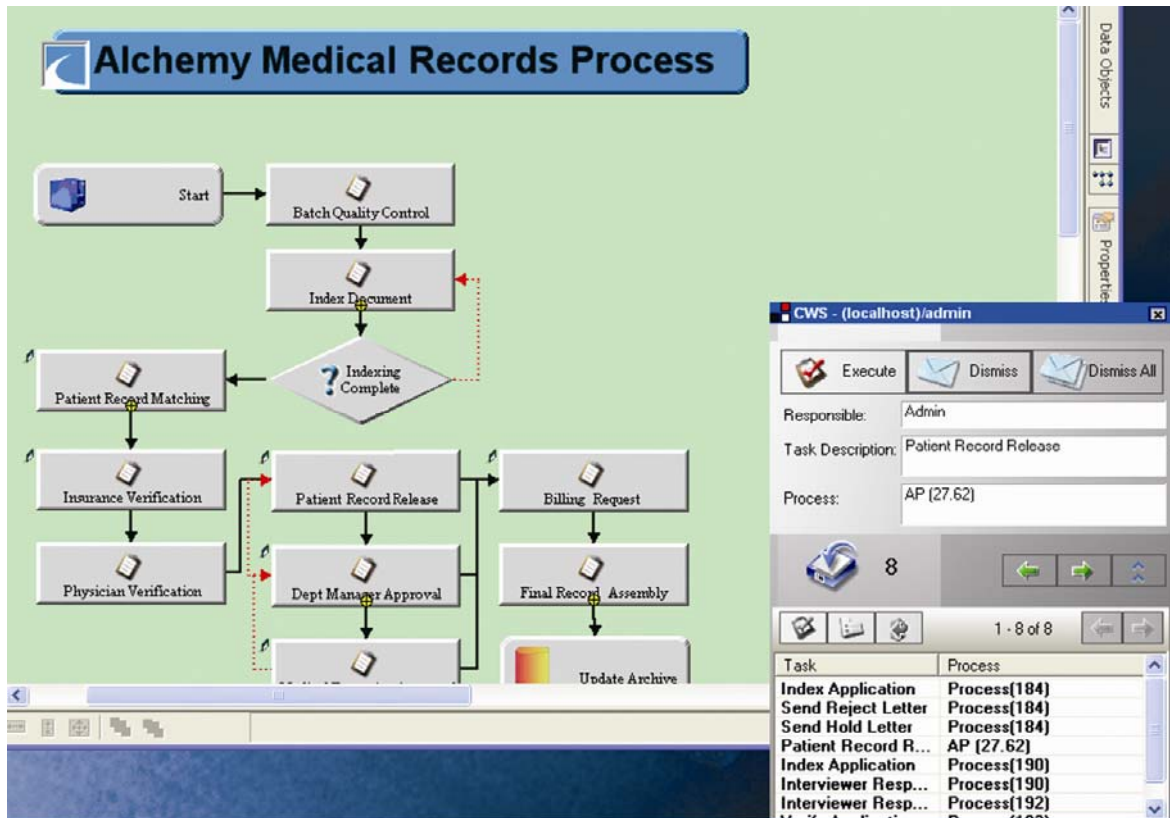 Alchemy Medical Records Process
Data Objects
Properties
Start
Batch Quality Control
Index Document
Indexing
Complete
Patient Record Matching
Insurance Verification
Patient Record Release
Billing Request
Physician Verification
Dept Manager Approval
Final Record Assembly
Update Archive
CWS - (localhost)/admin
Execute
Dismiss
Dismiss All
Responsible:
Admin
Task Description:
Patient Record Release
Process:
AP (27.62)
8
1 - 8 of 8
Task Process
Index Application Process(184)
Send Reject Letter Process(184)
Send Hold Letter Process(184)
Patient Record R... AP (27.62)
Index Application Process(190)
Interviewer Resp... Process(190)
Interviewer Resp... Process(192)